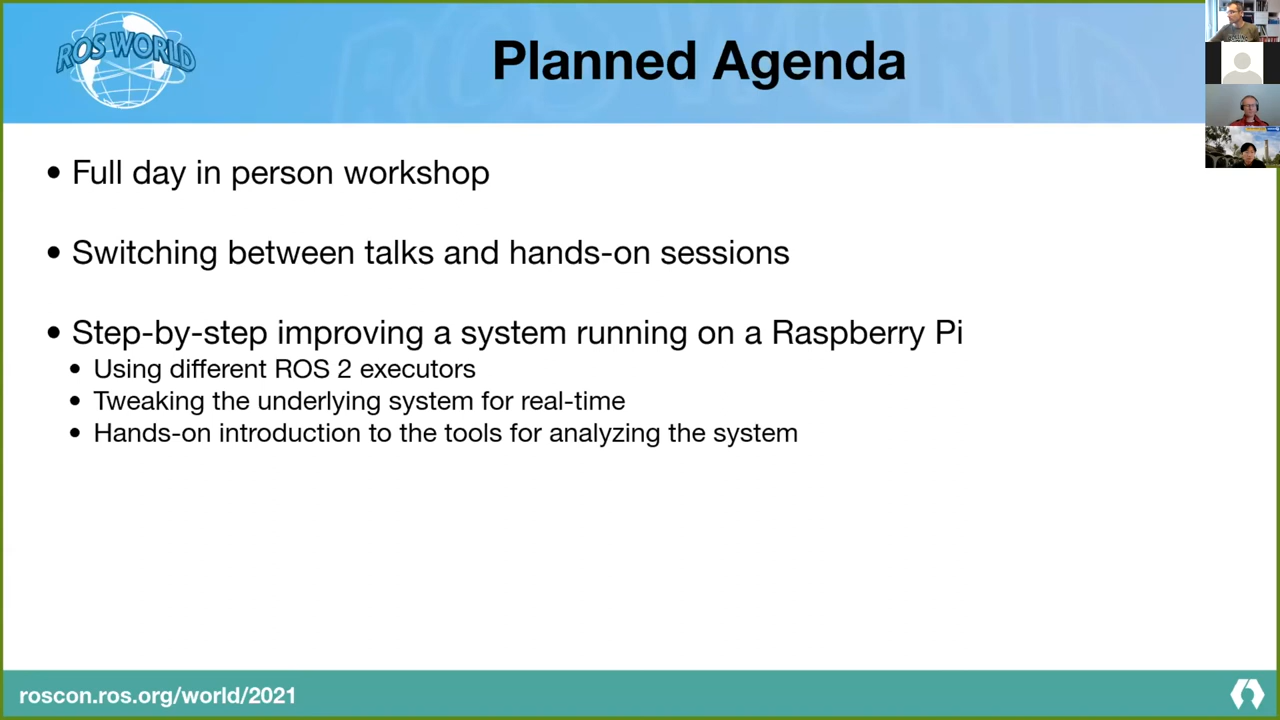 ROS WORLD
Planned Agenda
• Full day in person workshop
• Switching between talks and hands-on sessions
• Step-by-step improving a system running on a Raspberry Pi
• Using different ROS 2 executors
• Tweaking the underlying system for real-time
• Hands-on introduction to the tools for analyzing the system
roscon.ros.org/world/2021